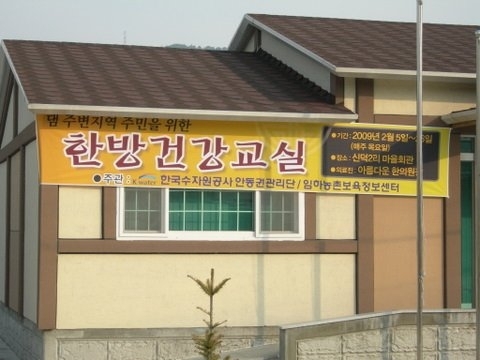 댐 주변지역 주민을 위한
한방건강교실
● 주관 : K water 한국수자원공사 안동권관리단 / 임하농촌보육정보센터
● 기간 : 2009년 2월 5일~
(매주 목요일)
● 장소 : 신덕2리 마을회관
● 의료진 : 아름다운 한의원